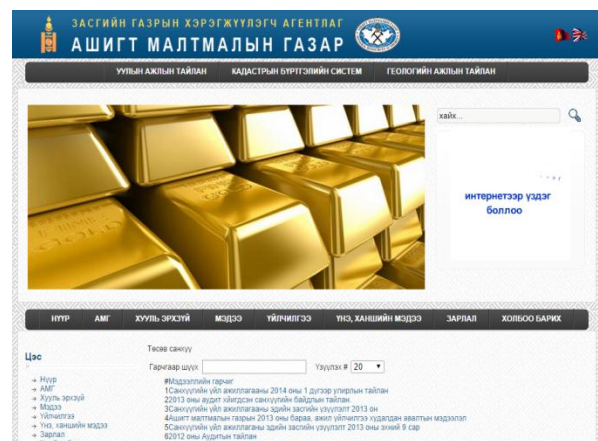 ЗАСГИЙН ГАЗРЫН ХЭРЭГЖҮҮЛЭГЧ АГЕНТЛАГ
АШИГТ МАЛТМАЛЫН ГАЗАР
УУЛЫН АЖЛЫН ТАЙЛАН КАДАСТРЫН БҮРТГЭЛИЙН СИСТЕМ ГЕОЛОГИЙН АЖЛЫН ТАЙЛАН
хайх...
интернетээр үздэг
боллоо
НҮҮР АМГ ХУУЛЬ ЭРХЗҮЙ МЭДЭЭ ҮЙЛЧИЛГЭЭ ҮНЭ, ХАНШИЙН МЭДЭЭ ЗАРЛАЛ ХОЛБОО БАРИХ
Цэс
Нүүр
АМГ
Хууль эрхзүй
Мэдээ
Үйлчилгээ
Үнэ, ханшийн мэдээ
Зарлал
Төсөв санхүү
Гарчгаар шүүх Үзүүлэх # 20
#Мэдээллийн гарчиг
1Санхүүгийн үйл ажиллагааны 2014 оны 1 дүгээр улирлын тайлан
22013 оны аудит хийгдсэн санхүүгийн байдлын тайлан
3Санхүүгийн үйл ажиллагааны эдийн засгийн үзүүлэлт 2013 он
4Ашигт малтмалын газрын 2013 оны бараа, ажил үйлчилгээ худалдан авалтын мэдээлэл
5Санхүүгийн үйл ажиллаганы эдийн засгийн үзүүлэлт 2013 оны эхний 9 сар
62012 оны Аудитын тайлан